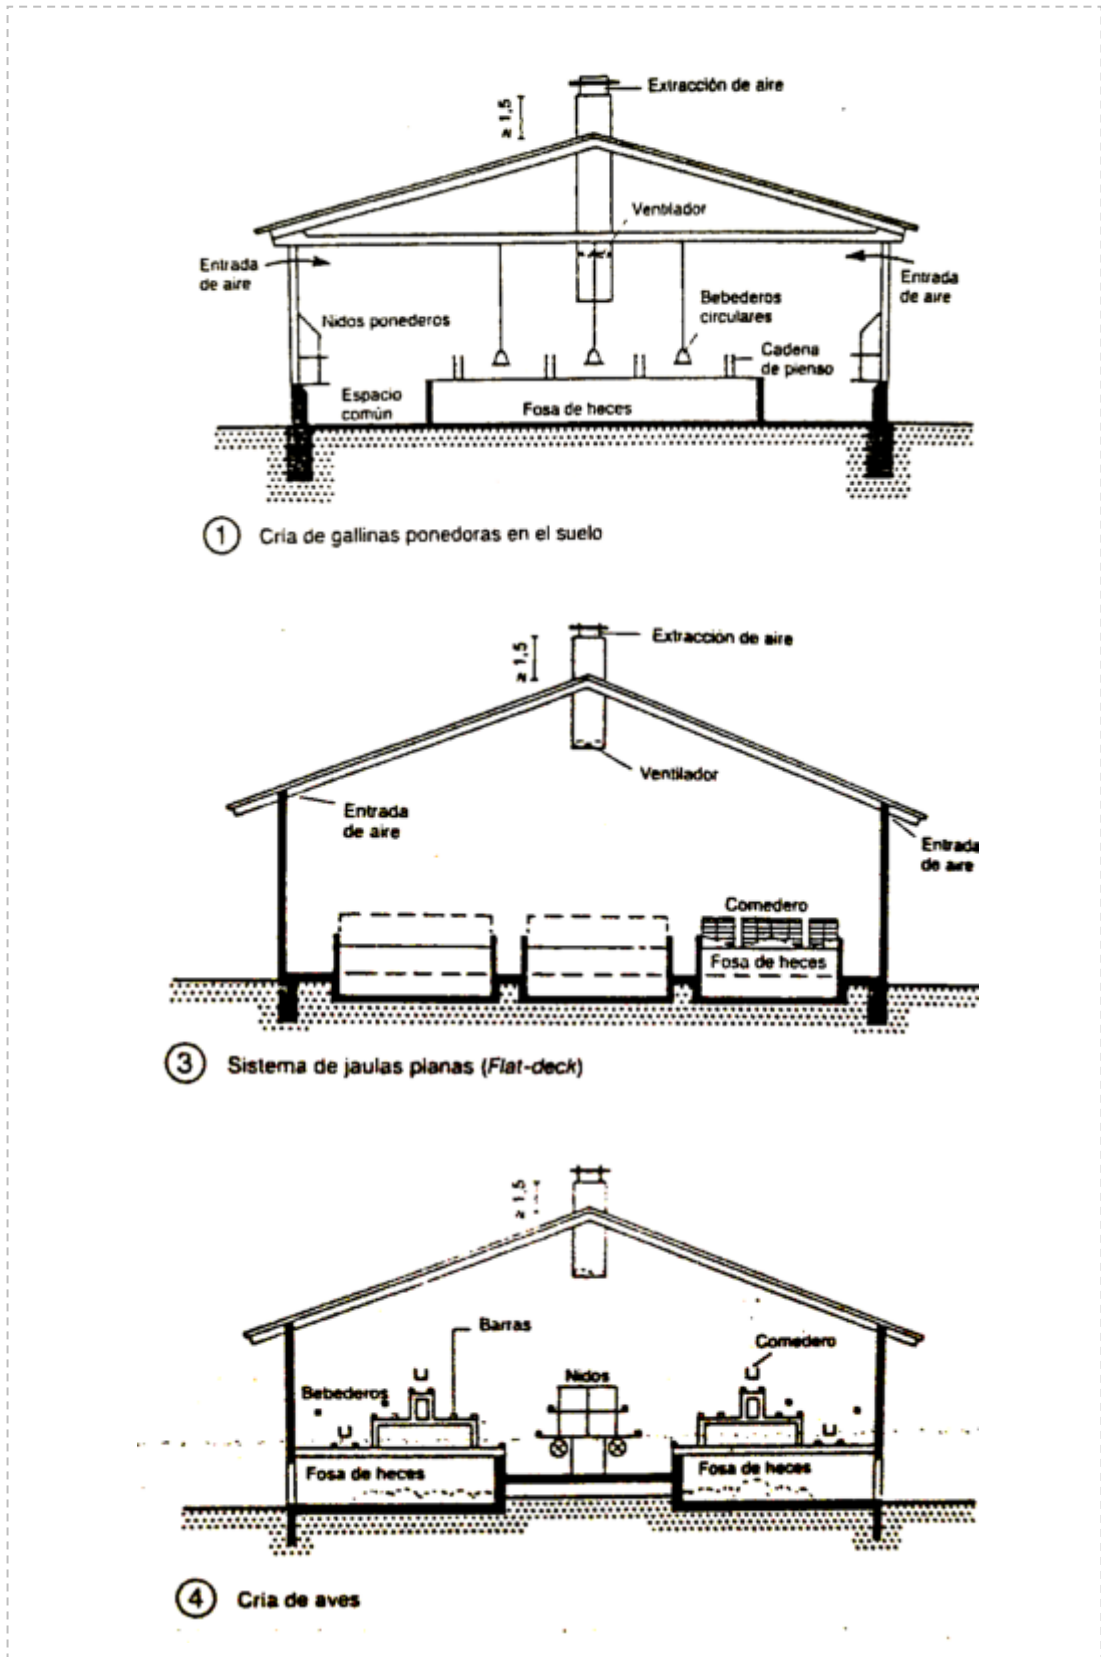 Extracción de aire
≥ 1,5
Ventilador
Entrada
de aire
Entrada
de aire
Nidos ponederos
Bebederos
circulares
Cadena
de pienso
Espacio
común
Fosa de heces
1 Cria de gallinas ponedoras en el suelo
Extracción de aire
≥ 1,5
Ventilador
Entrada
de aire
Entrada
de aire
Comedero
Fosa de heces
3 Sistema de jaulas planas (Flat-deck)
≥ 1,5
Barras
Comedero
Nidos
Bebederos
Fosa de heces
Fosa de heces
4 Cria de aves